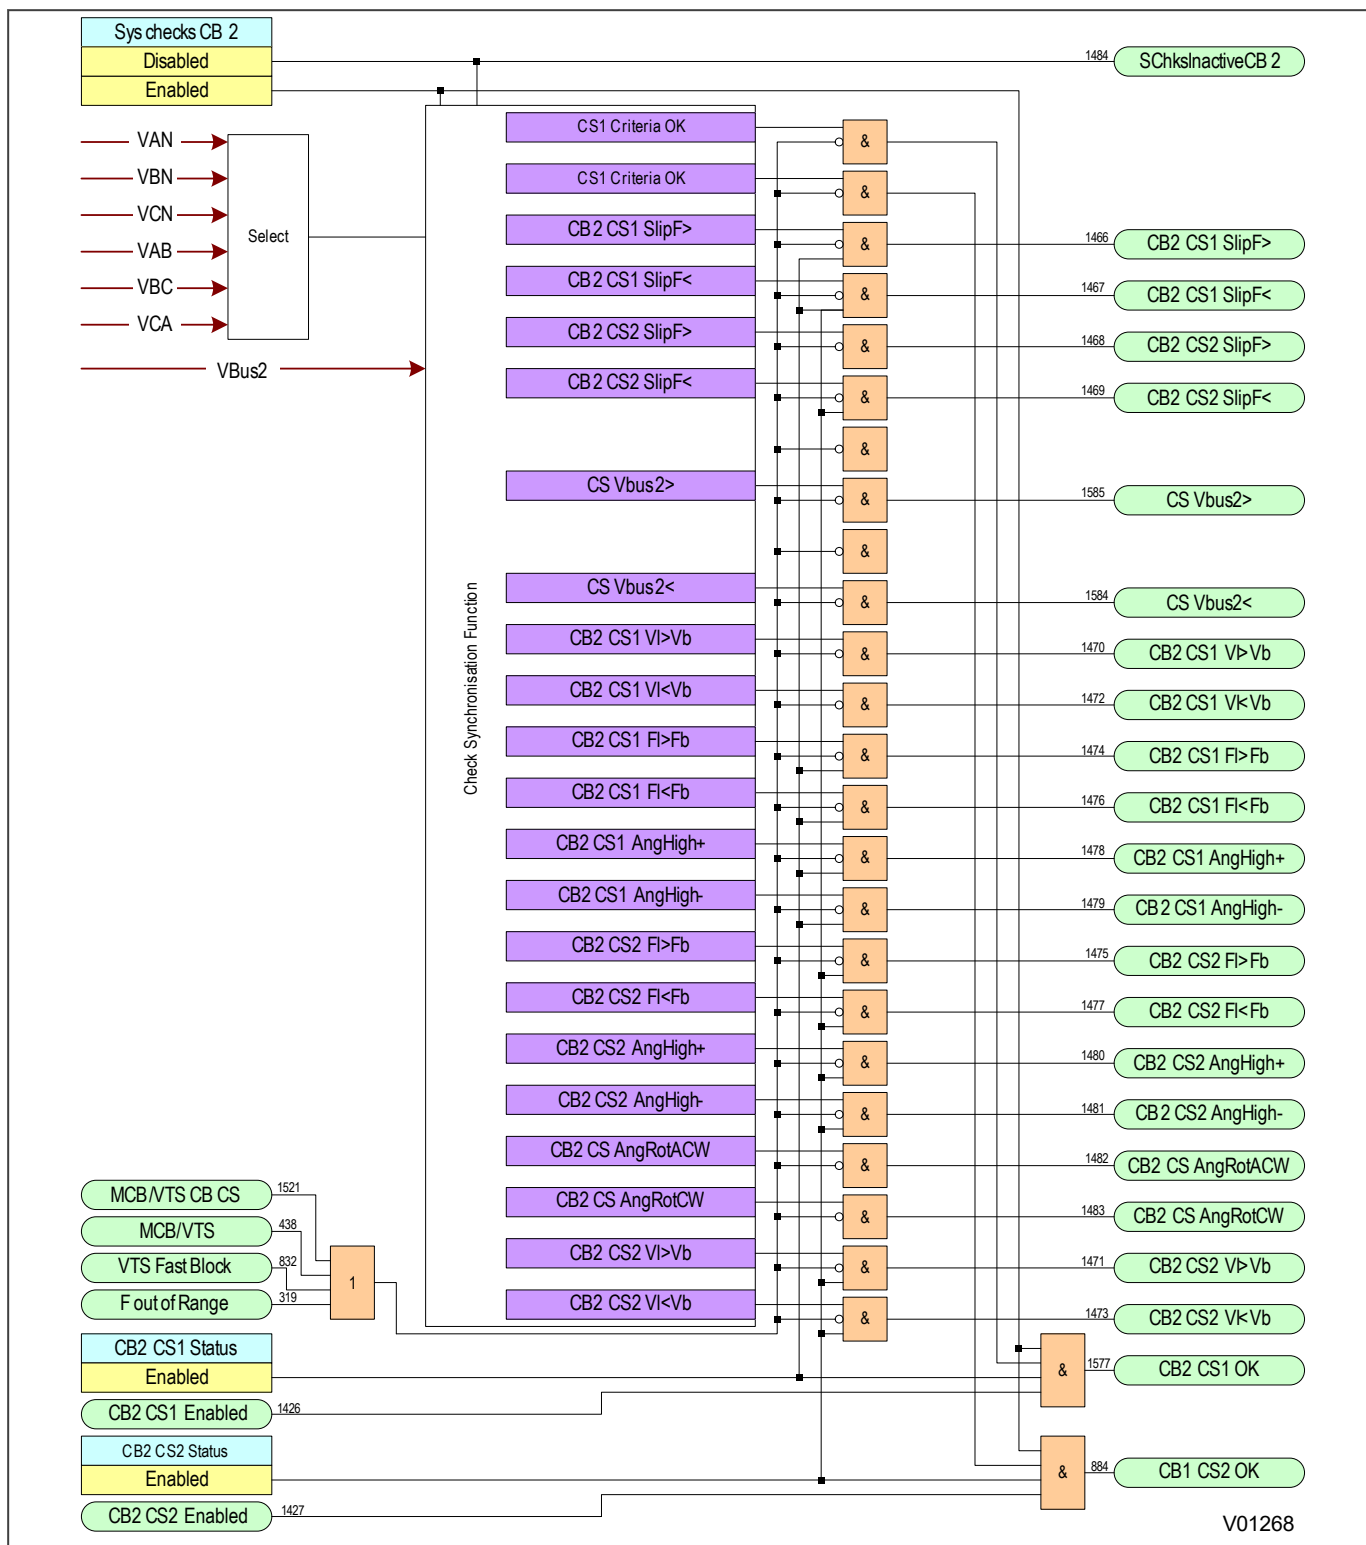 Sys checks CB 2
Disabled
Enabled
1484
SChksInactiveCB 2
VAN
VBN
VCN
VAB
VBC
VCA
Select
VBus2
Check Synchronisation Function
CS1 Criteria OK
&
CS1 Criteria OK
&
CB2 CS1 SlipF>
&
1466
CB2 CS1 SlipF>
CB2 CS1 SlipF<
&
1467
CB2 CS1 SlipF<
CB2 CS2 SlipF>
&
1468
CB2 CS2 SlipF>
CB2 CS2 SlipF<
&
1469
CB2 CS2 SlipF<
&
CS Vbus2>
&
1585
CS Vbus2>
&
CS Vbus2<
&
1584
CS Vbus2<
CB2 CS1 Vl>Vb
&
1470
CB2 CS1 Vl>Vb
CB2 CS1 Vl<Vb
&
1472
CB2 CS1 Vl<Vb
CB2 CS1 Fl>Fb
&
1474
CB2 CS1 Fl>Fb
CB2 CS1 Fl<Fb
&
1476
CB2 CS1 Fl<Fb
CB2 CS1 AngHigh+
&
1478
CB2 CS1 AngHigh+
CB2 CS1 AngHigh-
&
1479
CB2 CS1 AngHigh-
CB2 CS2 Fl>Fb
&
1475
CB2 CS2 Fl>Fb
CB2 CS2 Fl<Fb
&
1477
CB2 CS2 Fl<Fb
CB2 CS2 AngHigh+
&
1480
CB2 CS2 AngHigh+
CB2 CS2 AngHigh-
&
1481
CB2 CS2 AngHigh-
CB2 CS AngRotACW
&
1482
CB2 CS AngRotACW
CB2 CS AngRotCW
&
1483
CB2 CS AngRotCW
CB2 CS2 Vl>Vb
&
1471
CB2 CS2 Vl>Vb
CB2 CS2 Vl<Vb
&
1473
CB2 CS2 Vl<Vb
MCB/VTS CB CS
1521
MCB/VTS
438
VTS Fast Block
832
F out of Range
319
1
CB2 CS1 Status
Enabled
CB2 CS1 Enabled
1426
&
1577
CB2 CS1 OK
CB2 CS2 Status
Enabled
CB2 CS2 Enabled
1427
&
884
CB1 CS2 OK
V01268